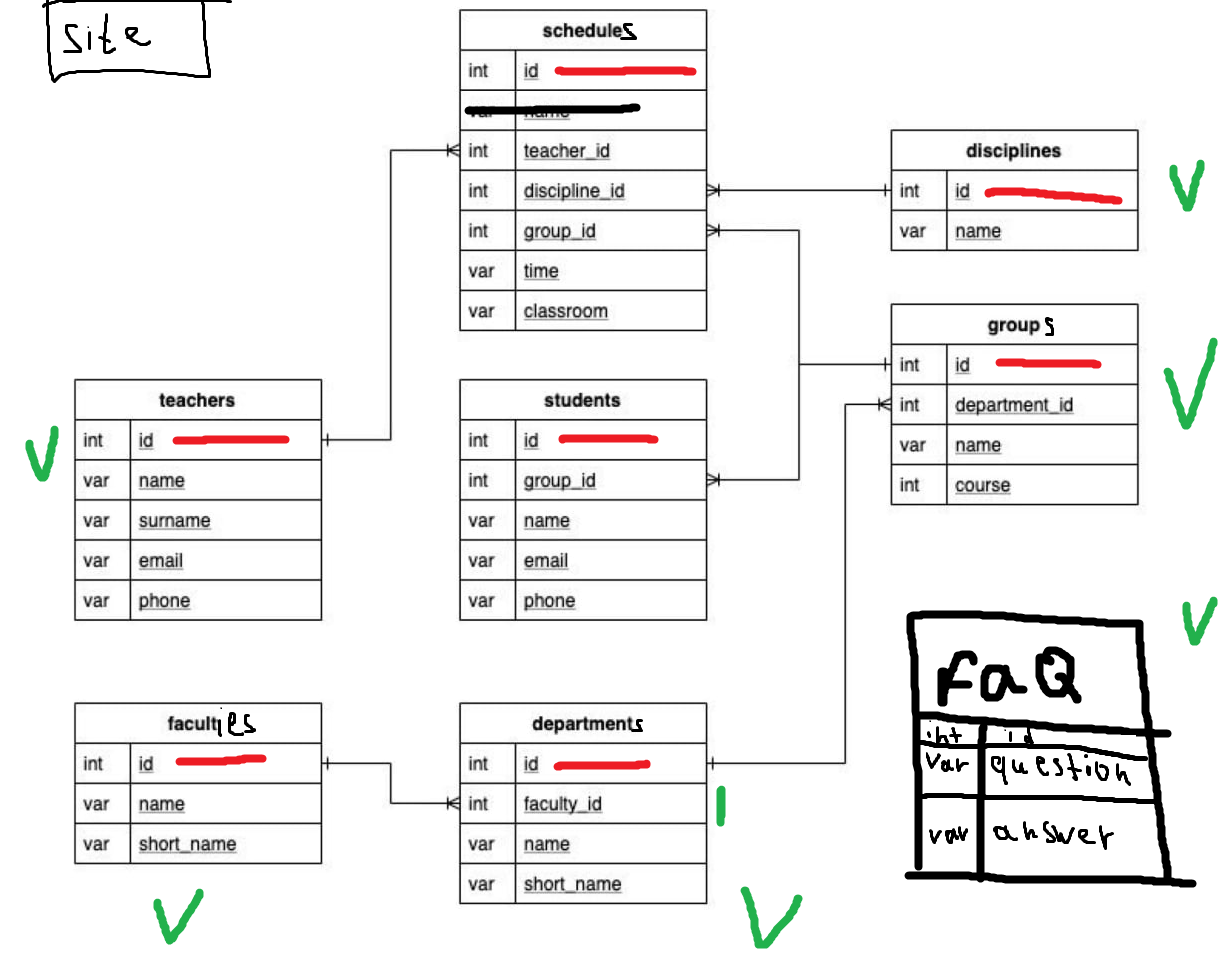 site
schedules
int id
var name
int teacher_id
int discipline_id
int group_id
var time
var classroom
disciplines
int id
var name
groups
int id
int department_id
var name
int course
teachers
int id
var name
var surname
var email
var phone
students
int id
int group_id
var name
var email
var phone
faculties
int id
var name
var short_name
departments
int id
int faculty_id
var name
var short_name
FaQ
int id
var question
var answer